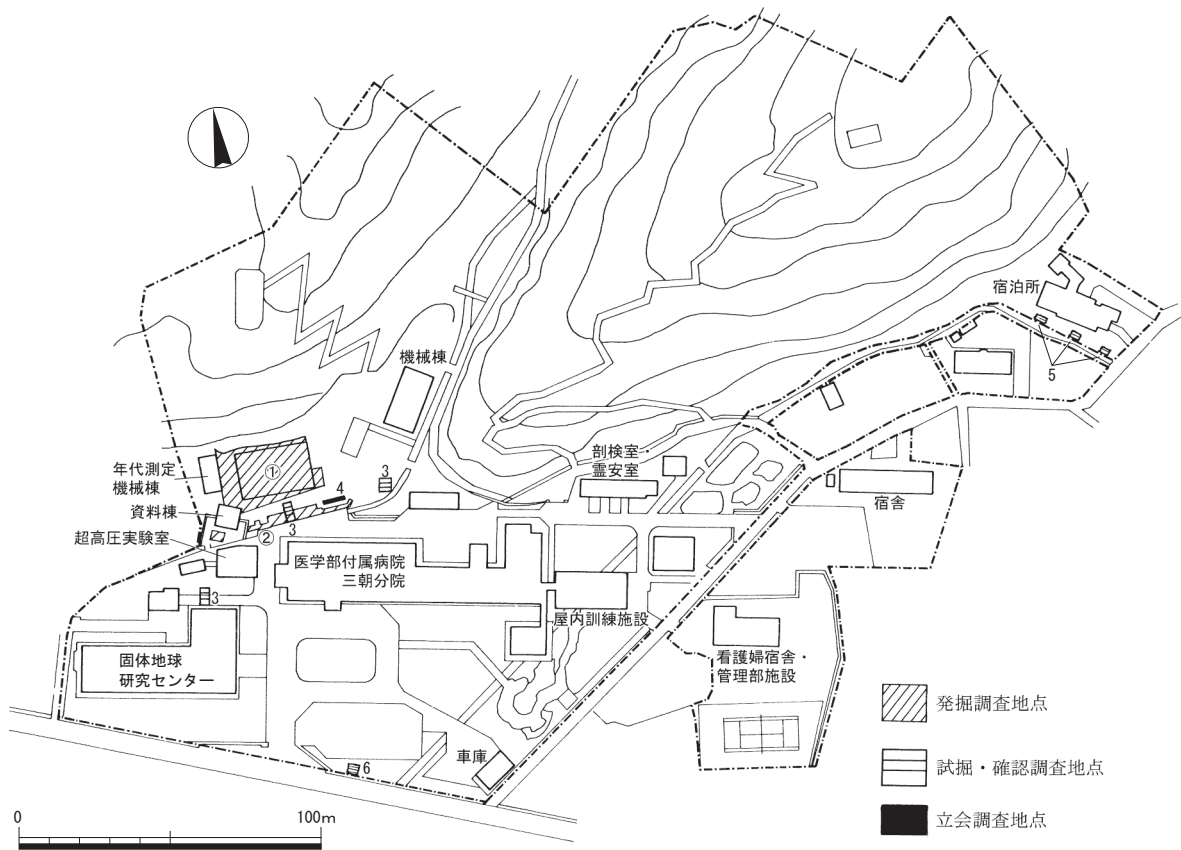 宿泊所
5
機械棟
剖検室・
霊安室
3
4
①
年代測定
機械棟
資料棟
3
②
超高圧実験室
宿舎
医学部付属病院
三朝分院
3
屋内訓練施設
看護婦宿舎・
管理部施設
固体地球
研究センター
車庫
6
発掘調査地点
試掘・確認調査地点
立会調査地点
0
100m